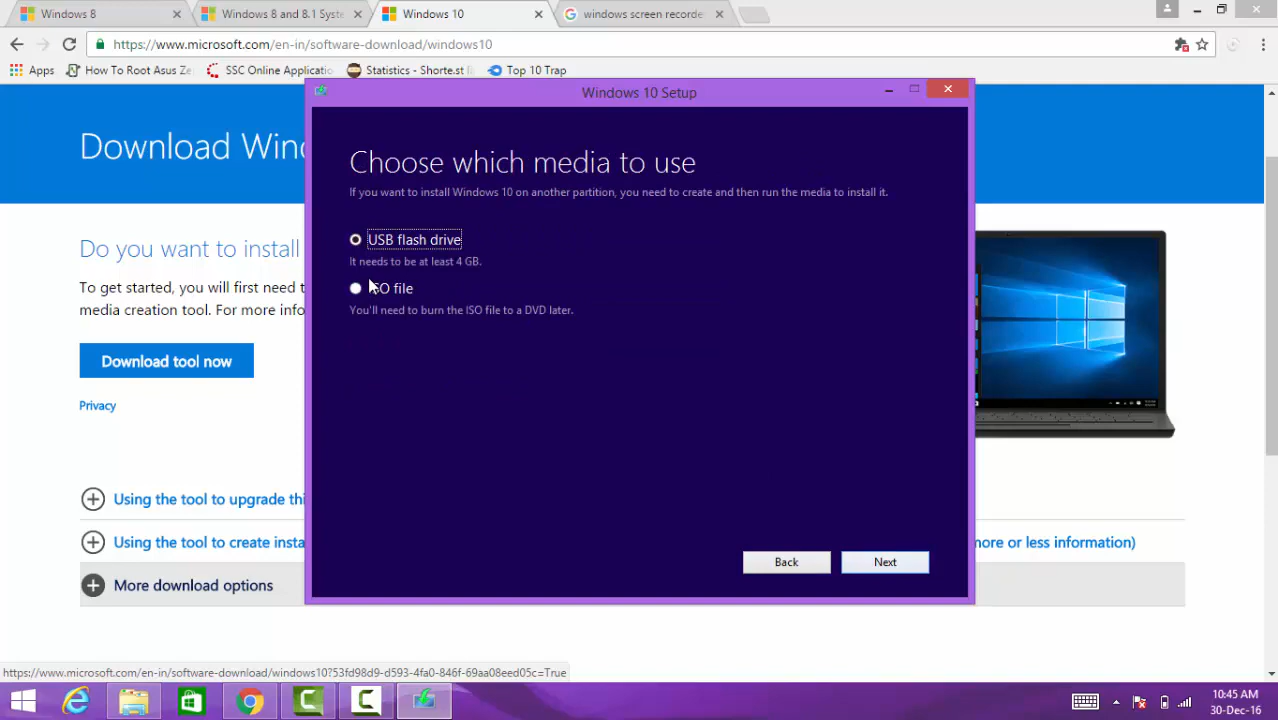 Windows 8
Windows 8 and 8.1 System
Windows 10
windows screen recorde
https://www.microsoft.com/en-in/software-download/windows10
Apps
How To Root Asus Ze
SSC Online Applicatio
Statistics - Shorte.st
Top 10 Trap
Windows 10 Setup
Download Wind
Choose which media to use
If you want to install Windows 10 on another partition, you need to create and then run the media to install it.
USB flash drive
It needs to be at least 4 GB.
ISO file
You'll need to burn the ISO file to a DVD later.
Do you want to install
To get started, you will first need t
media creation tool. For more info
Download tool now
Privacy
Using the tool to upgrade thi
Using the tool to create insta
more or less information)
More download options
Back
Next
https://www.microsoft.com/en-in/software-download/windows10?53fd98d9-d593-4fa0-846f-69aa08eed05c=True
10:45 AM
30-Dec-16